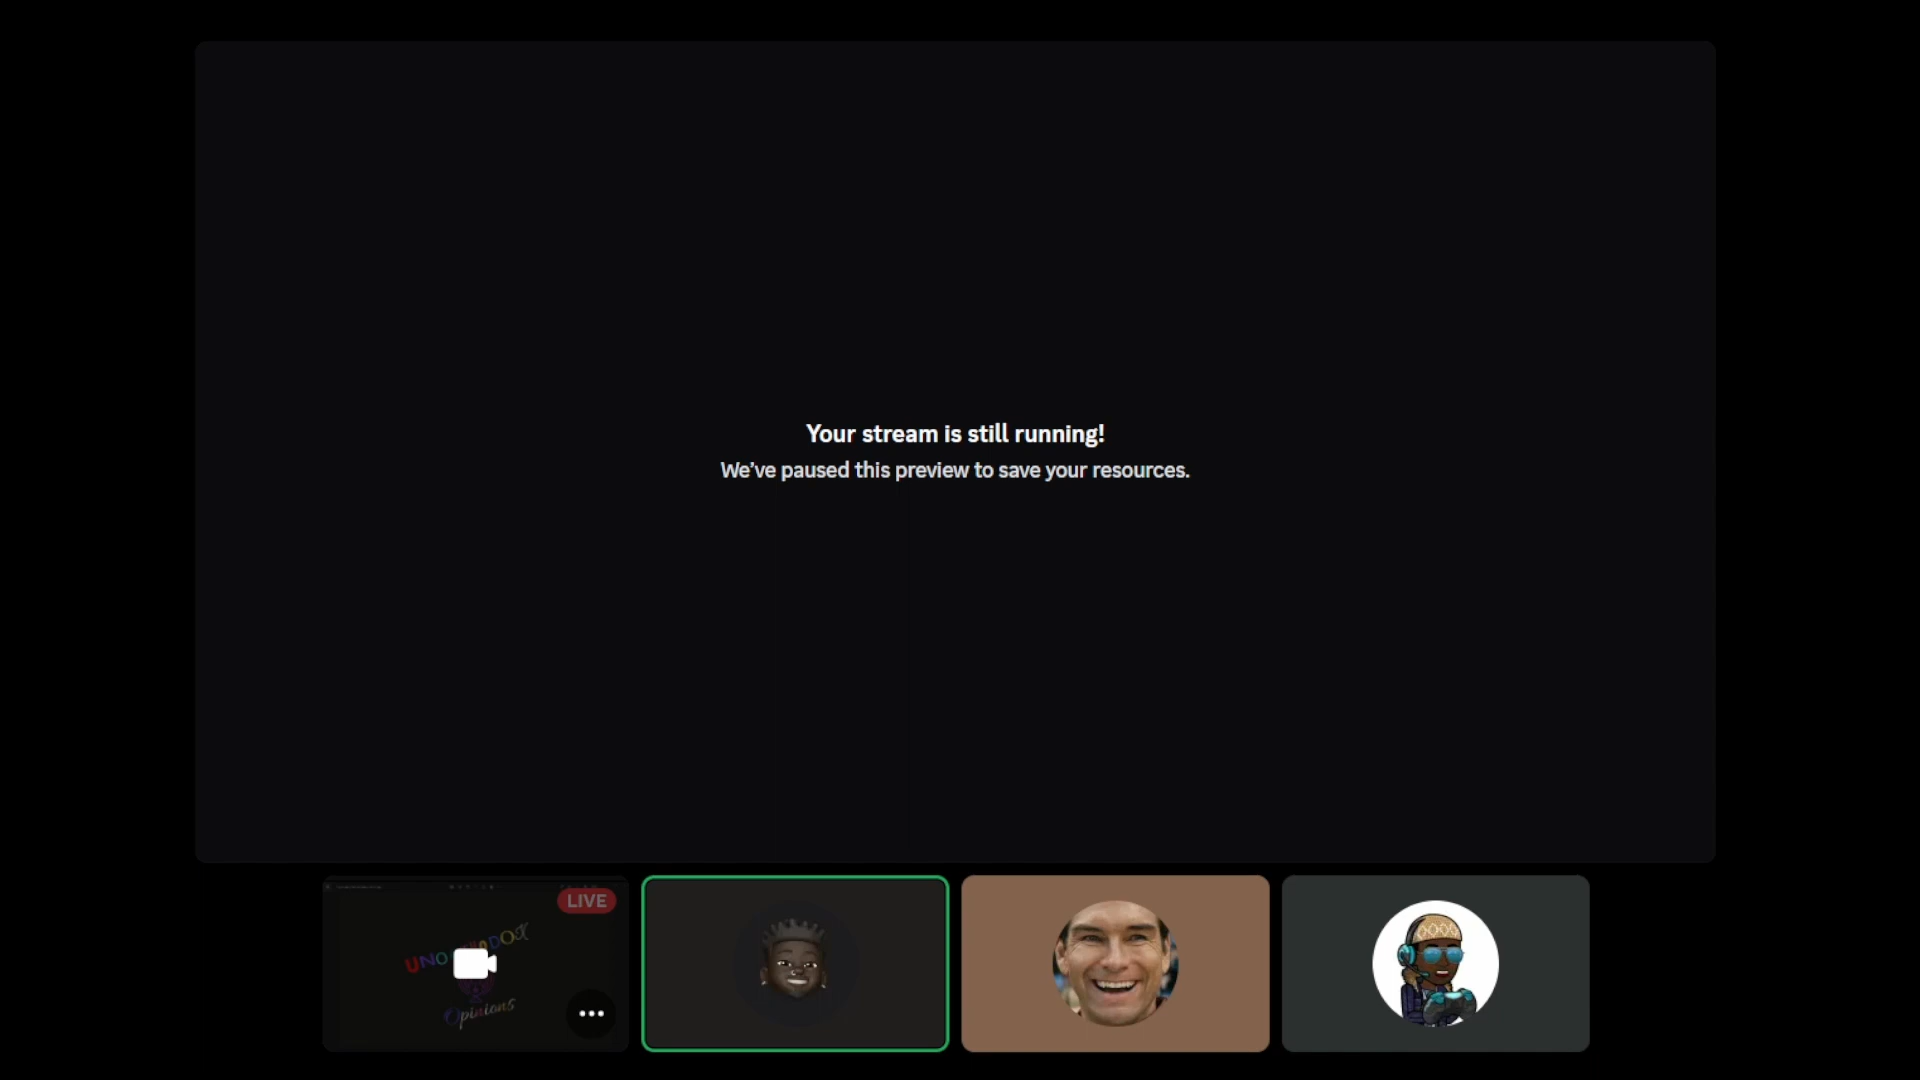 Your stream is still running!
We've paused this preview to save your resources.
LIVE
Opinions